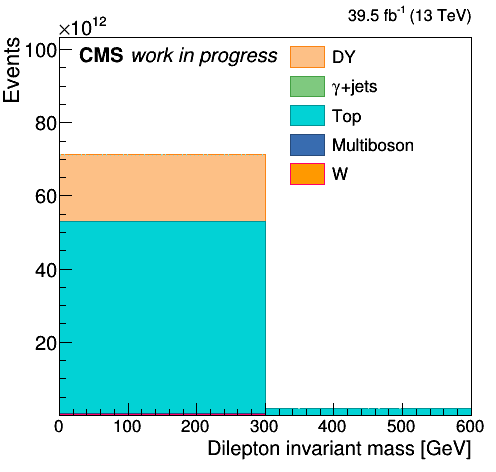 39.5 fb⁻¹ (13 TeV)
×10¹²
Events
100
80
60
40
20
CMS work in progress
DY
γ+jets
Top
Multiboson
W
0 100 200 300 400 500 600
Dilepton invariant mass [GeV]